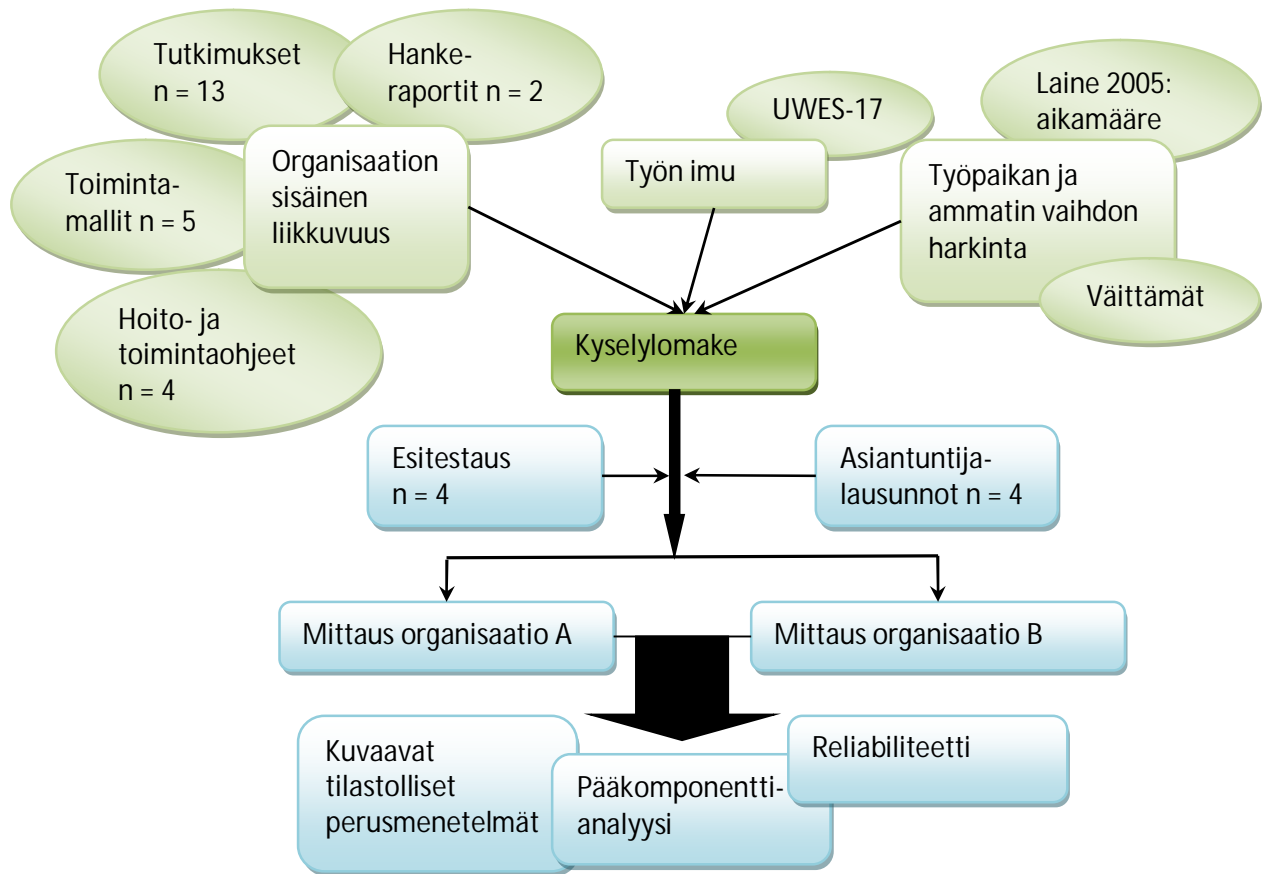 Tutkimukset
n = 13
Hanke-
raportit n = 2
Toiminta-
mallit n = 5
Hoito- ja
toimintaohjeet
n = 4
Organisaation
sisäinen
liikkuvuus
UWES-17
Työn imu
Laine 2005:
aikamääre
Työpaikan ja
ammatin vaihdon
harkinta
Väittämät
Kyselylomake
Esitestaus
n = 4
Asiantuntija-
lausunnot n = 4
Mittaus organisaatio A
Mittaus organisaatio B
Kuvaavat
tilastolliset
perusmenetelmät
Pääkomponentti-
analyysi
Reliabiliteetti